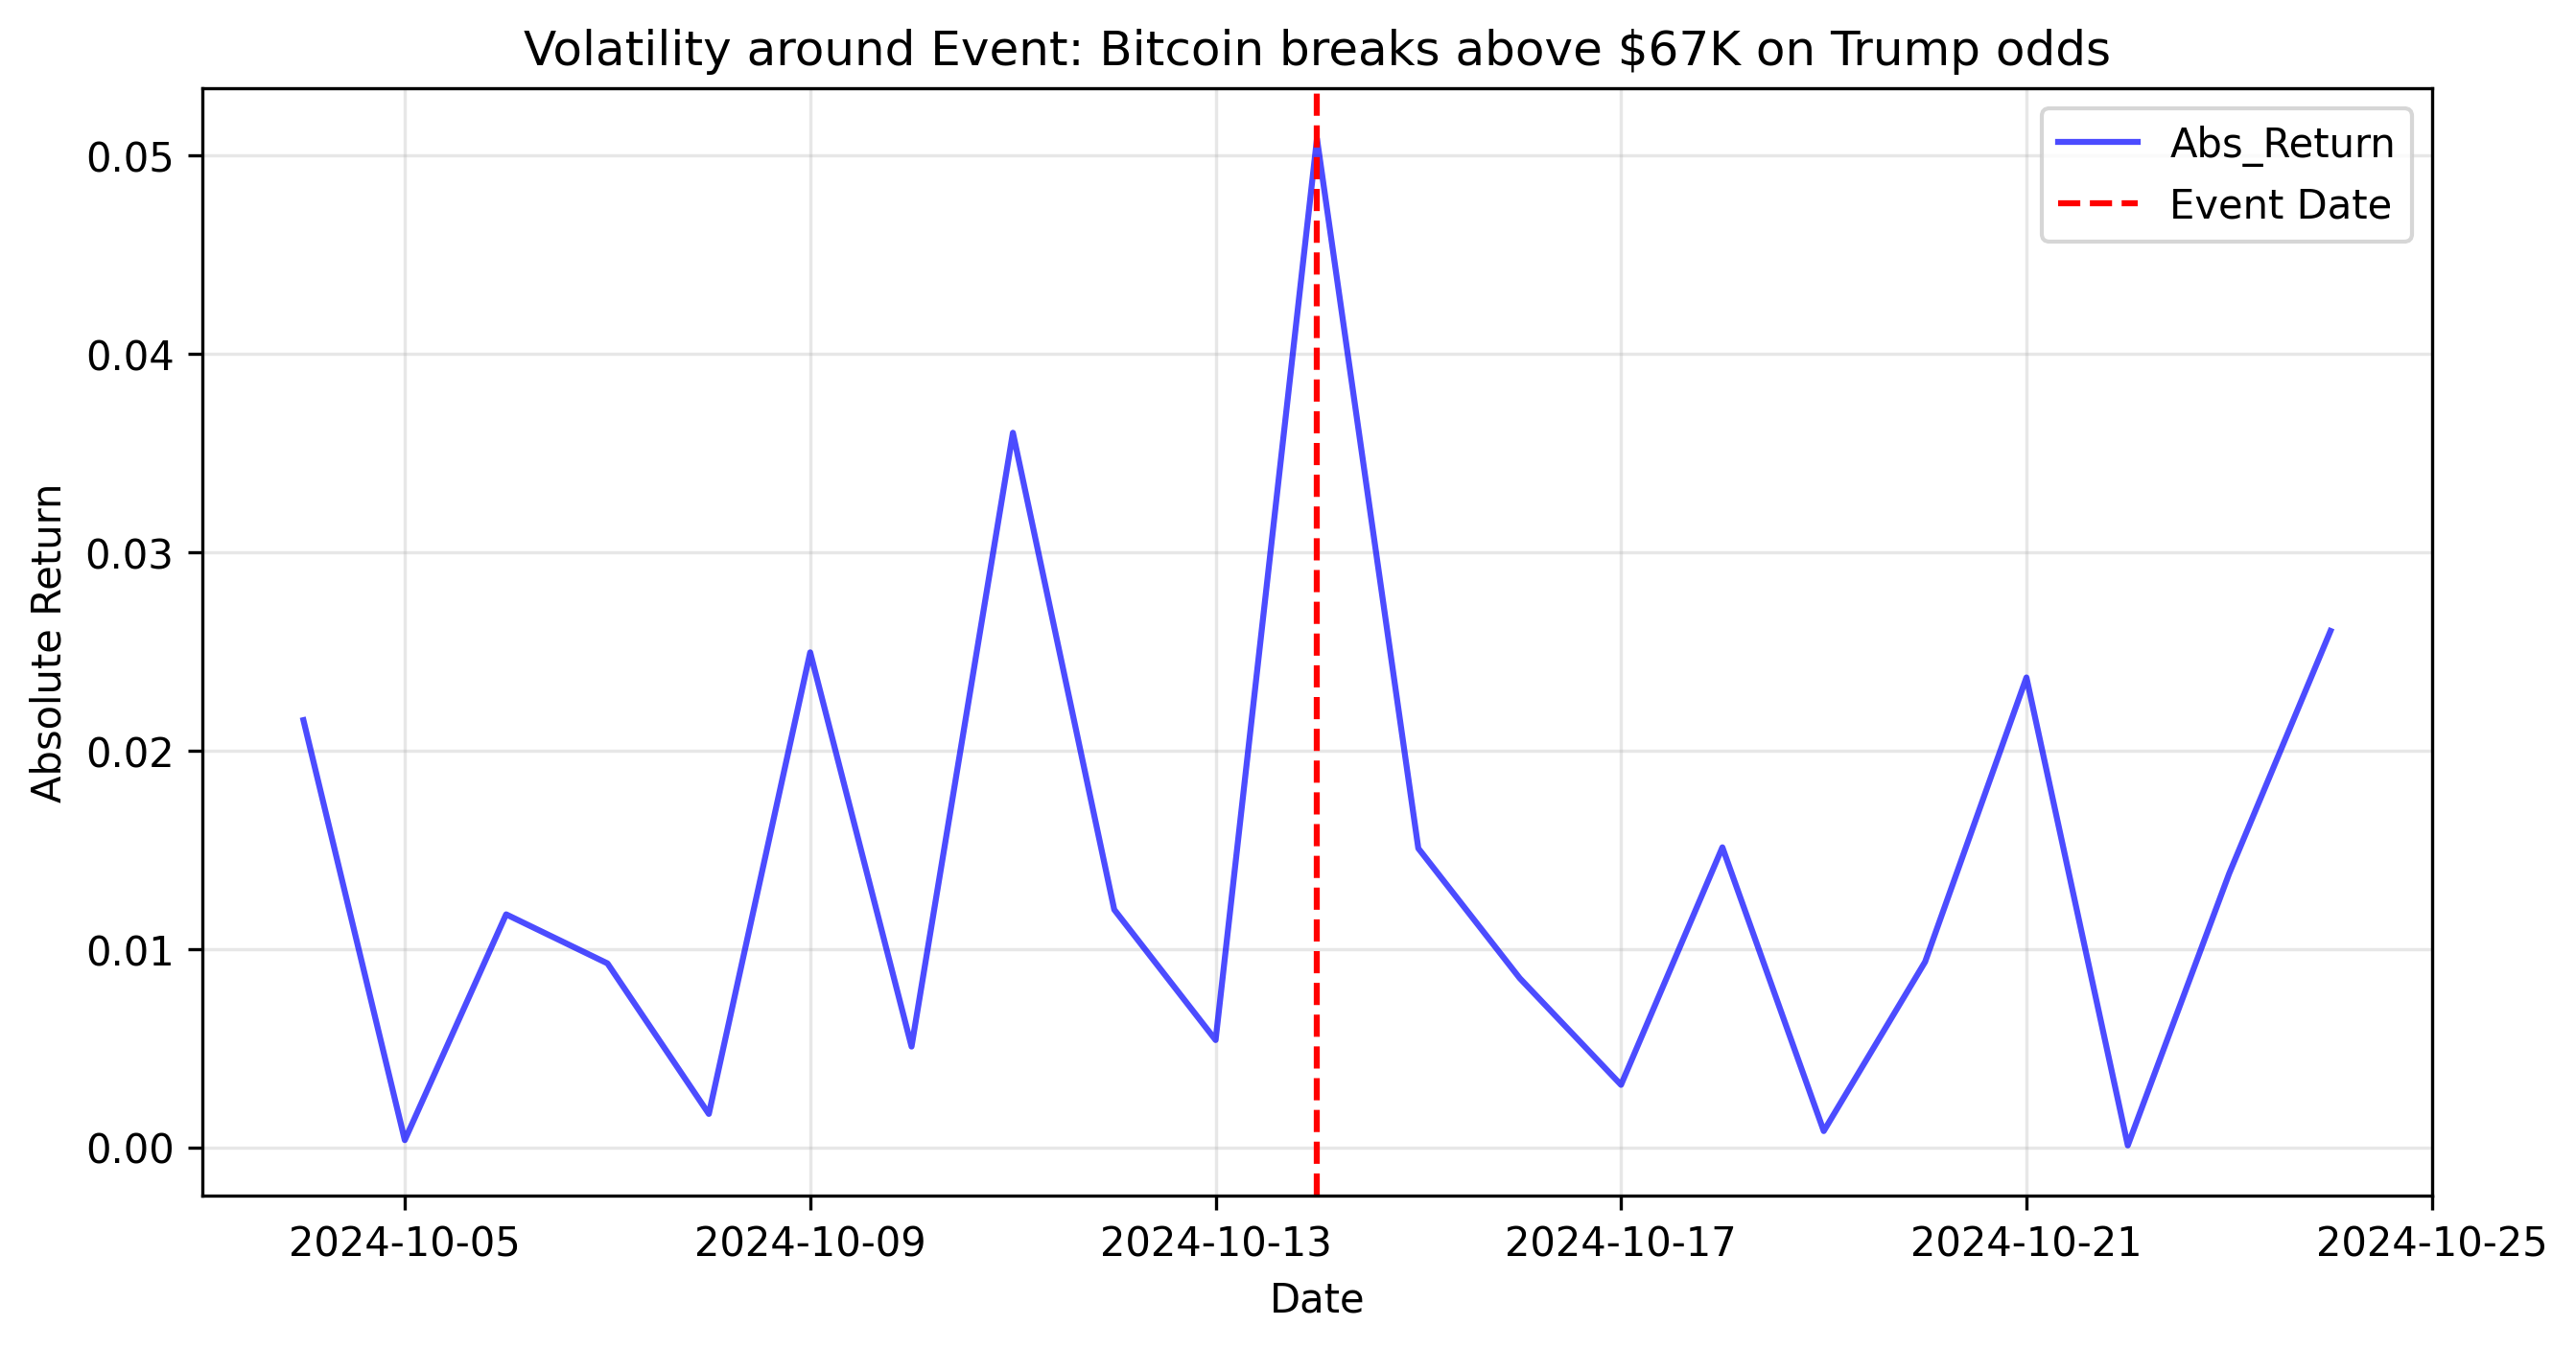 Volatility around Event: Bitcoin breaks above $67K on Trump odds
Abs_Return
Event Date
0.05
0.04
0.03
0.02
0.01
0.00
Absolute Return
2024-10-05
2024-10-09
2024-10-13
2024-10-17
2024-10-21
2024-10-25
Date